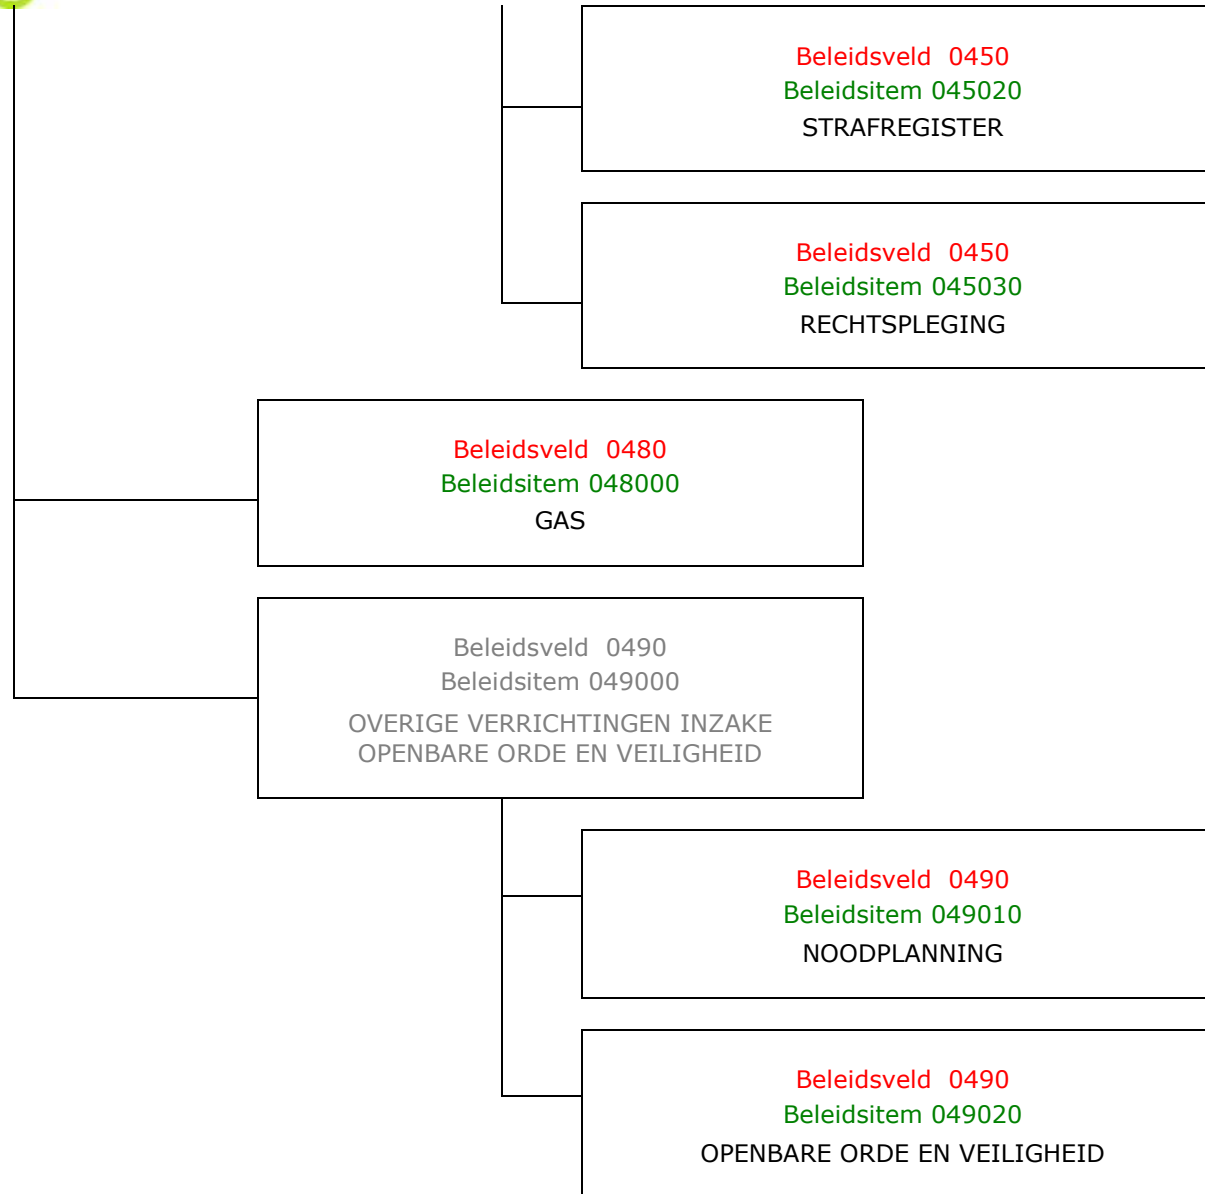 Beleidsveld  0450
Beleidsitem 045020
STRAFREGISTER
Beleidsveld  0450
Beleidsitem 045030
RECHTSPLEGING
Beleidsveld  0480
Beleidsitem 048000
GAS
Beleidsveld  0490
Beleidsitem 049000
OVERIGE VERRICHTINGEN INZAKE
OPENBARE ORDE EN VEILIGHEID
Beleidsveld  0490
Beleidsitem 049010
NOODPLANNING
Beleidsveld  0490
Beleidsitem 049020
OPENBARE ORDE EN VEILIGHEID